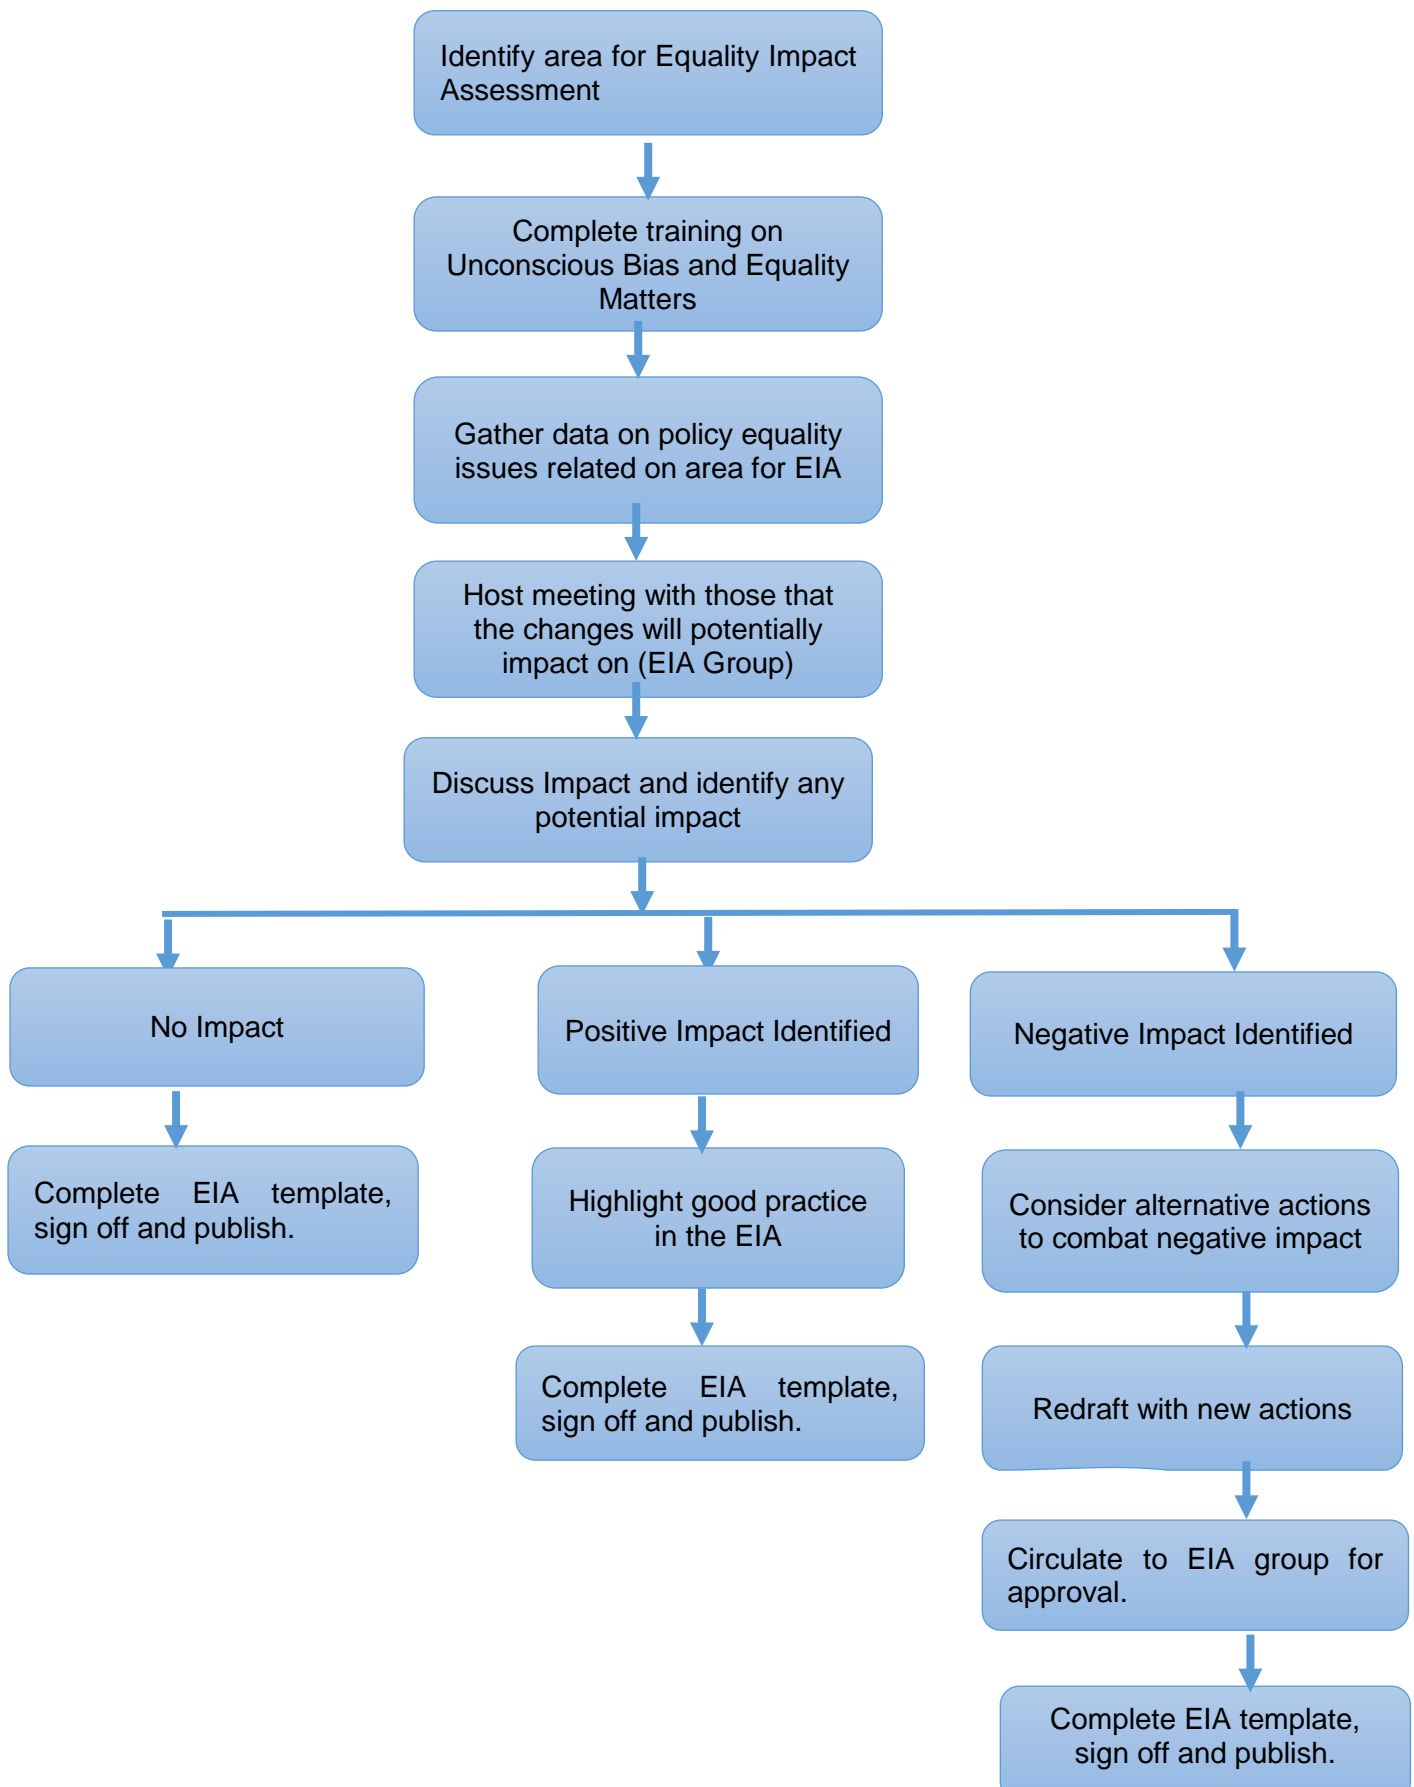 Identify area for Equality Impact
Assessment
Complete training on
Unconscious Bias and Equality
Matters
Gather data on policy equality
issues related on area for EIA
Host meeting with those that
the changes will potentially
impact on (EIA Group)
Discuss Impact and identify any
potential impact
No Impact
Positive Impact Identified
Negative Impact Identified
Complete EIA template,
sign off and publish.
Highlight good practice
in the EIA
Consider alternative actions
to combat negative impact
Complete EIA template,
sign off and publish.
Redraft with new actions
Circulate to EIA group for
approval.
Complete EIA template,
sign off and publish.